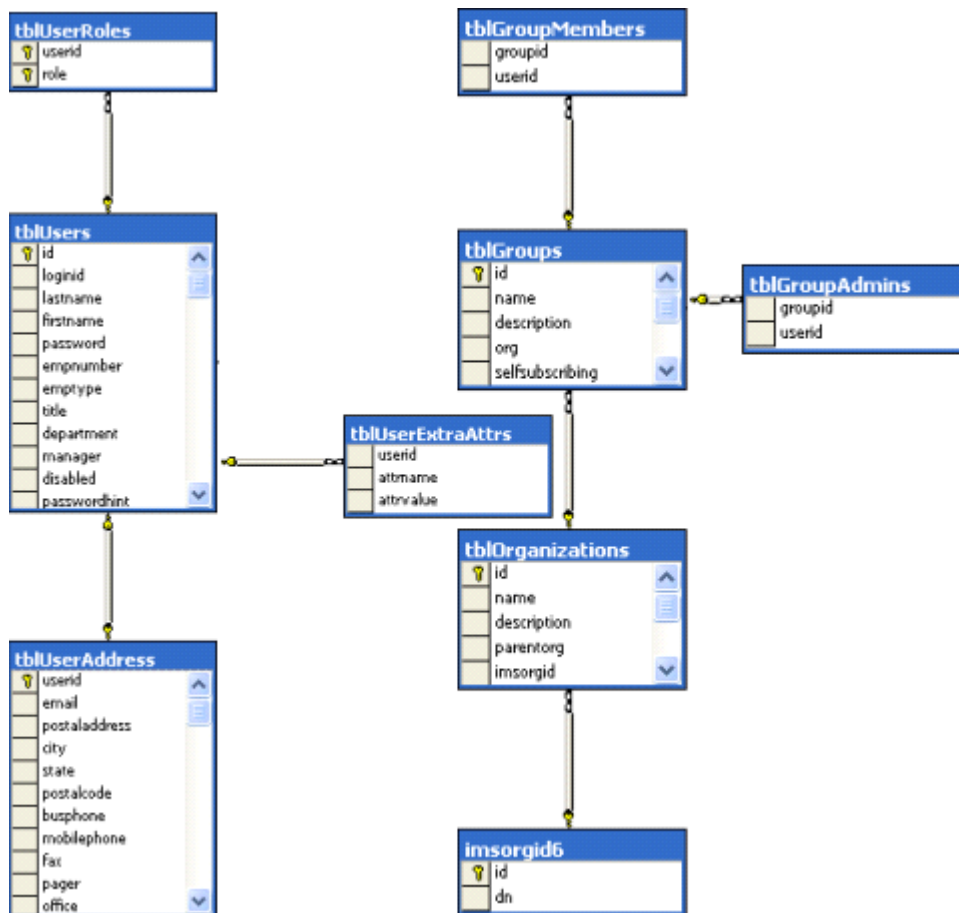 tblUserRoles
userid
role
tblGroupMembers
groupid
userid
tblUsers
id
loginid
lastname
firstname
password
empnumber
emptype
title
department
manager
disabled
passwordhint
tblGroups
id
name
description
org
selfsubscribing
tblGroupAdmins
groupid
userid
tblUserExtraAttrs
userid
attrname
attrvalue
tblOrganizations
id
name
description
parentorg
imsorgid
tblUserAddress
userid
email
postaladdress
city
state
postalcode
busphone
mobilephone
fax
pager
office
imsorgid6
id
dn